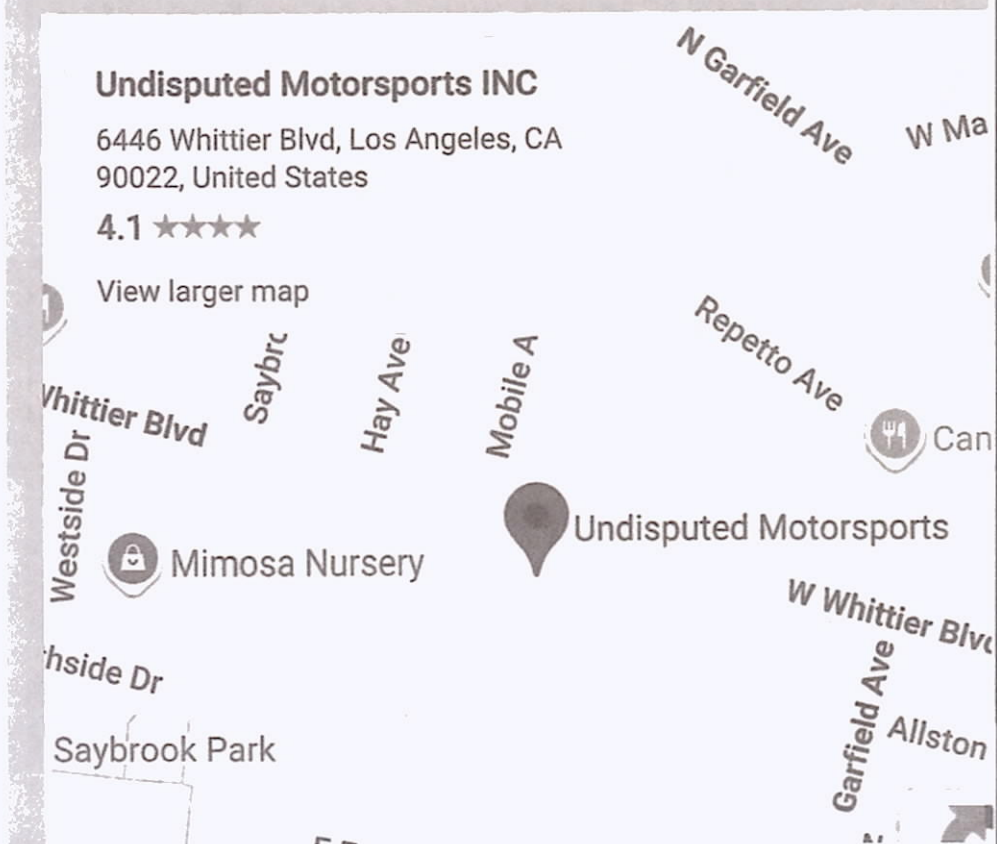 Undisputed Motorsports INC
6446 Whittier Blvd, Los Angeles, CA
90022, United States
4.1
View larger map
N Garfield Ave
W Ma
Saybro
Hay Ave
Mobile A
Repetto Ave
Whittier Blvd
Can
Westside Dr
Undisputed Motorsports
Mimosa Nursery
W Whittier Blvd
hside Dr
Garfield Ave
Allston
Saybrook Park